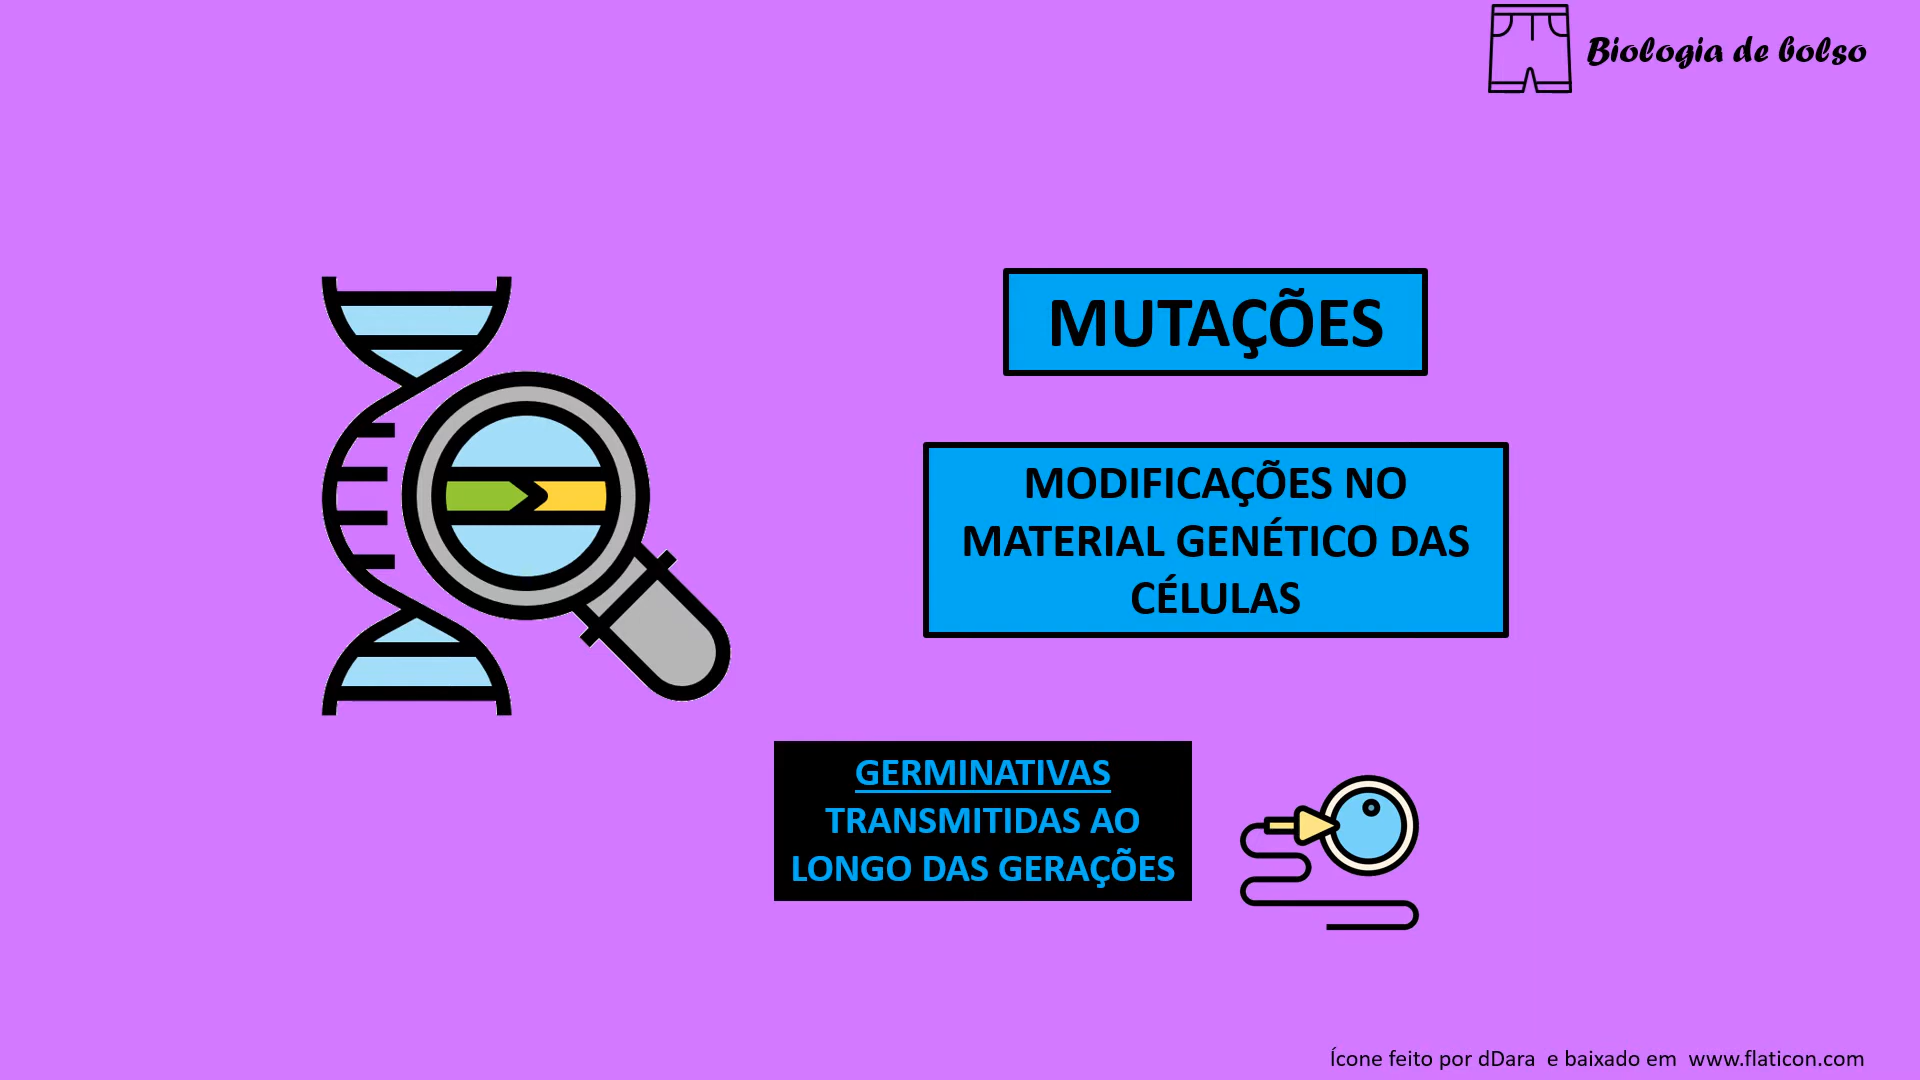 Biologia de bolso
MUTAÇÕES
MODIFICAÇÕES NO
MATERIAL GENÉTICO DAS
CÉLULAS
GERMINATIVAS
TRANSMITIDAS AO
LONGO DAS GERAÇÕES
Ícone feito por dDara e baixado em www.flaticon.com